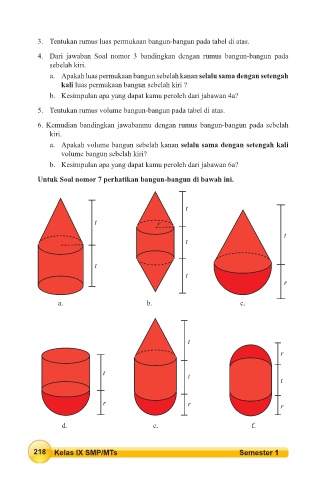 3. Tentukan rumus luas permukaan bangun-bangun pada tabel di atas.
4. Dari jawaban Soal nomor 3 bandingkan dengan rumus bangun-bangun pada
sebelah kiri.
a. Apakah luas permukaan bangun sebelah kanan selalu sama dengan setengah
kali luas permukaan bangun sebelah kiri ?
b. Kesimpulan apa yang dapat kamu peroleh dari jahawan 4a?
5. Tentukan rumus volume bangun-bangun pada tabel di atas.
6. Kemudian bandingkan jawabanmu dengan rumus bangun-bangun pada sebelah
kiri.
a. Apakah volume bangun sebelah kanan selalu sama dengan setengah kali
volume bangun sebelah kiri?
b. Kesimpulan apa yang dapat kamu peroleh dari jahawan 6a?
Untuk Soal nomor 7 perhatikan bangun-bangun di bawah ini.
t
t
r
t
t
t
t
r
a. b. c.
t
r
t
t
t
r
r
r
d. e. f.
218 Kelas IX SMP/MTs Semester 1